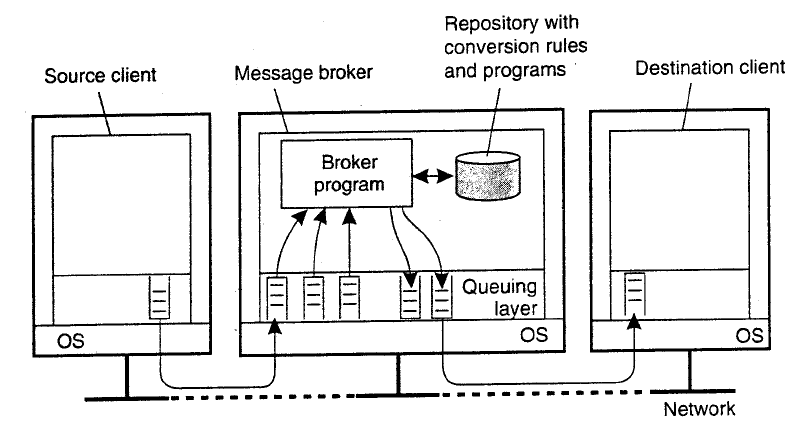 Repository with
conversion rules
and programs
Source client
Message broker
Destination client
Broker
program
Queuing
layer
OS
OS
OS
Network